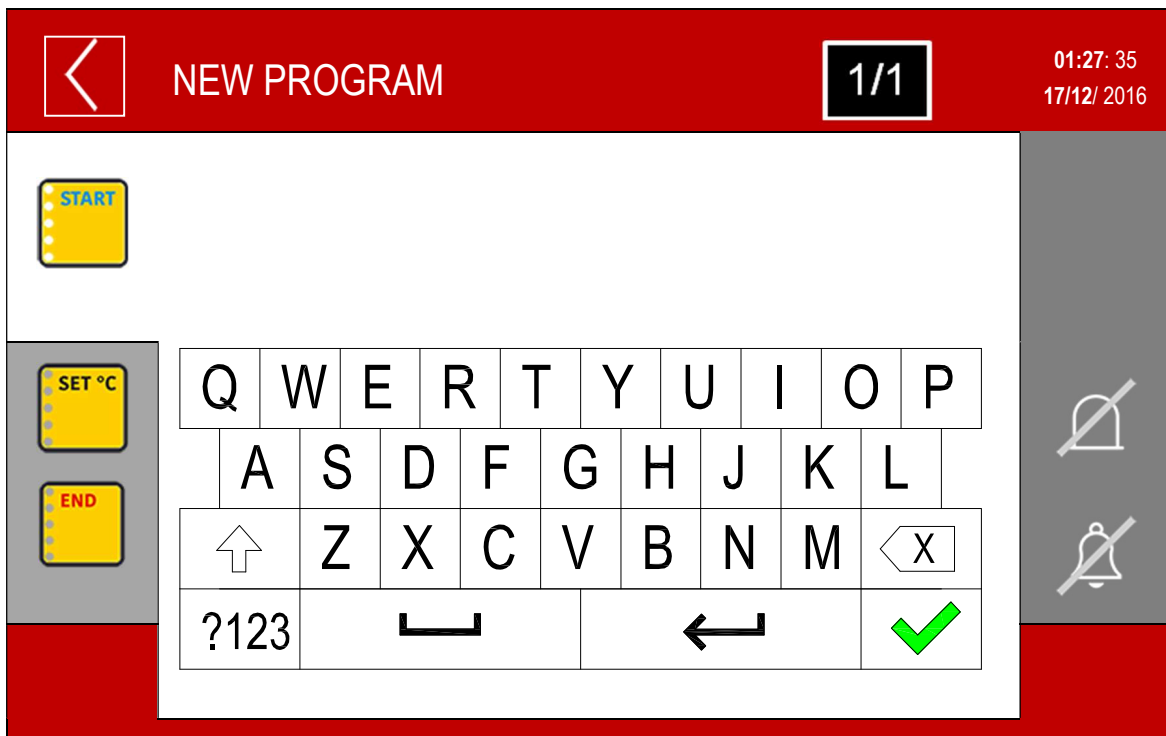 NEW PROGRAM
1/1
01:27: 35
17/12/ 2016
START
SET °C
END
Q W E R T Y U I O P
A S D F G H J K L
Z X C V B N M X
?123